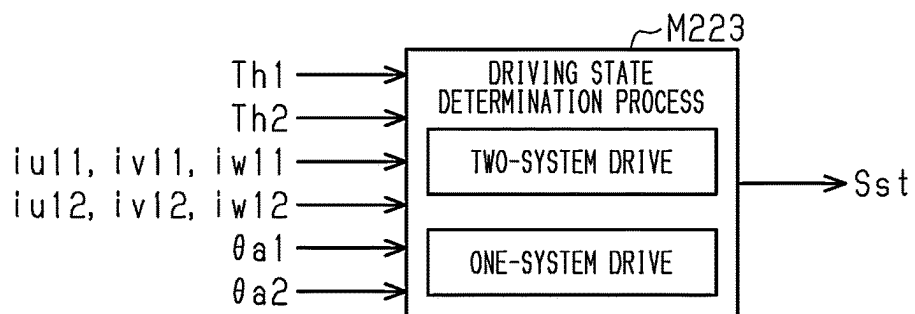 M223
DRIVING STATE
DETERMINATION PROCESS
Th1
Th2
iu11, iv11, iw11
iu12, iv12, iw12
θa1
θa2
TWO-SYSTEM DRIVE
ONE-SYSTEM DRIVE
Sst